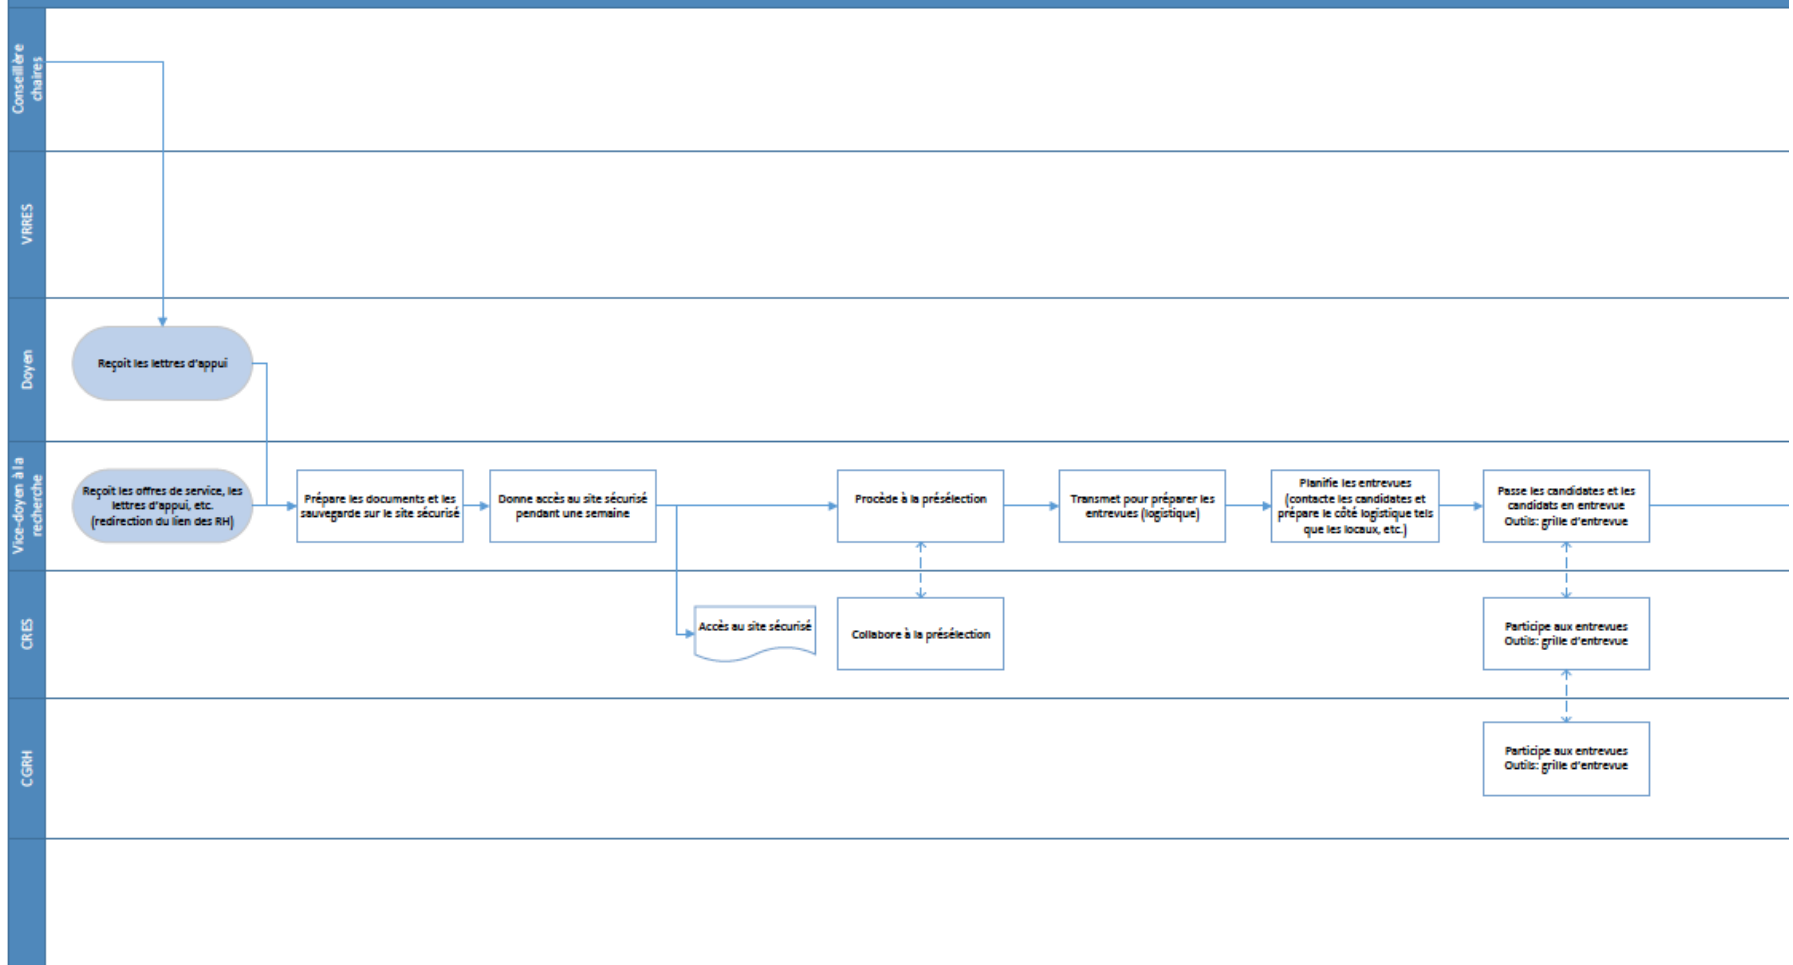 Conseillère
chaires
VRRES
Doyen
Reçoit les lettres d'appui
Vice-doyen à la
recherche
Reçoit les offres de service, les
lettres d'appui, etc.
(redirection du lien des RH)
Prépare les documents et les
sauvegarde sur le site sécurisé
Donne accès au site sécurisé
pendant une semaine
Procède à la présélection
Transmet pour préparer les
entrevues (logistique)
Planifie les entrevues
(contacte les candidates et
prépare le côté logistique tels
que les locaux, etc.)
Passe les candidates et les
candidats en entrevue
Outils: grille d'entrevue
CRES
Accès au site sécurisé
Collabore à la présélection
Participe aux entrevues
Outils: grille d'entrevue
CGRH
Participe aux entrevues
Outils: grille d'entrevue